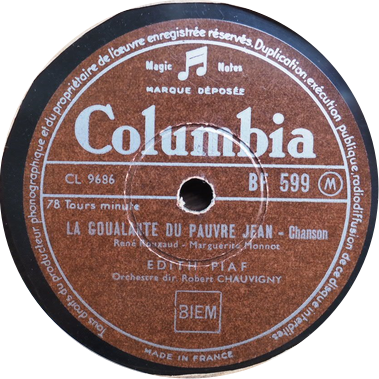 Tous droits du producteur phonographique et du propriétaire de l'œuvre enregistrée réservés. Duplication, exécution publique, radiodiffusion de ce disque interdites
Magic Notes
MARQUE DÉPOSÉE
Columbia
CL 9686
BF 599 M
78 Tours minute
LA GOUALANTE DU PAUVRE JEAN - Chanson
René Rouzaud - Marguerite Monnot
EDITH PIAF
Orchestre dir. Robert CHAUVIGNY
BIEM
MADE IN FRANCE